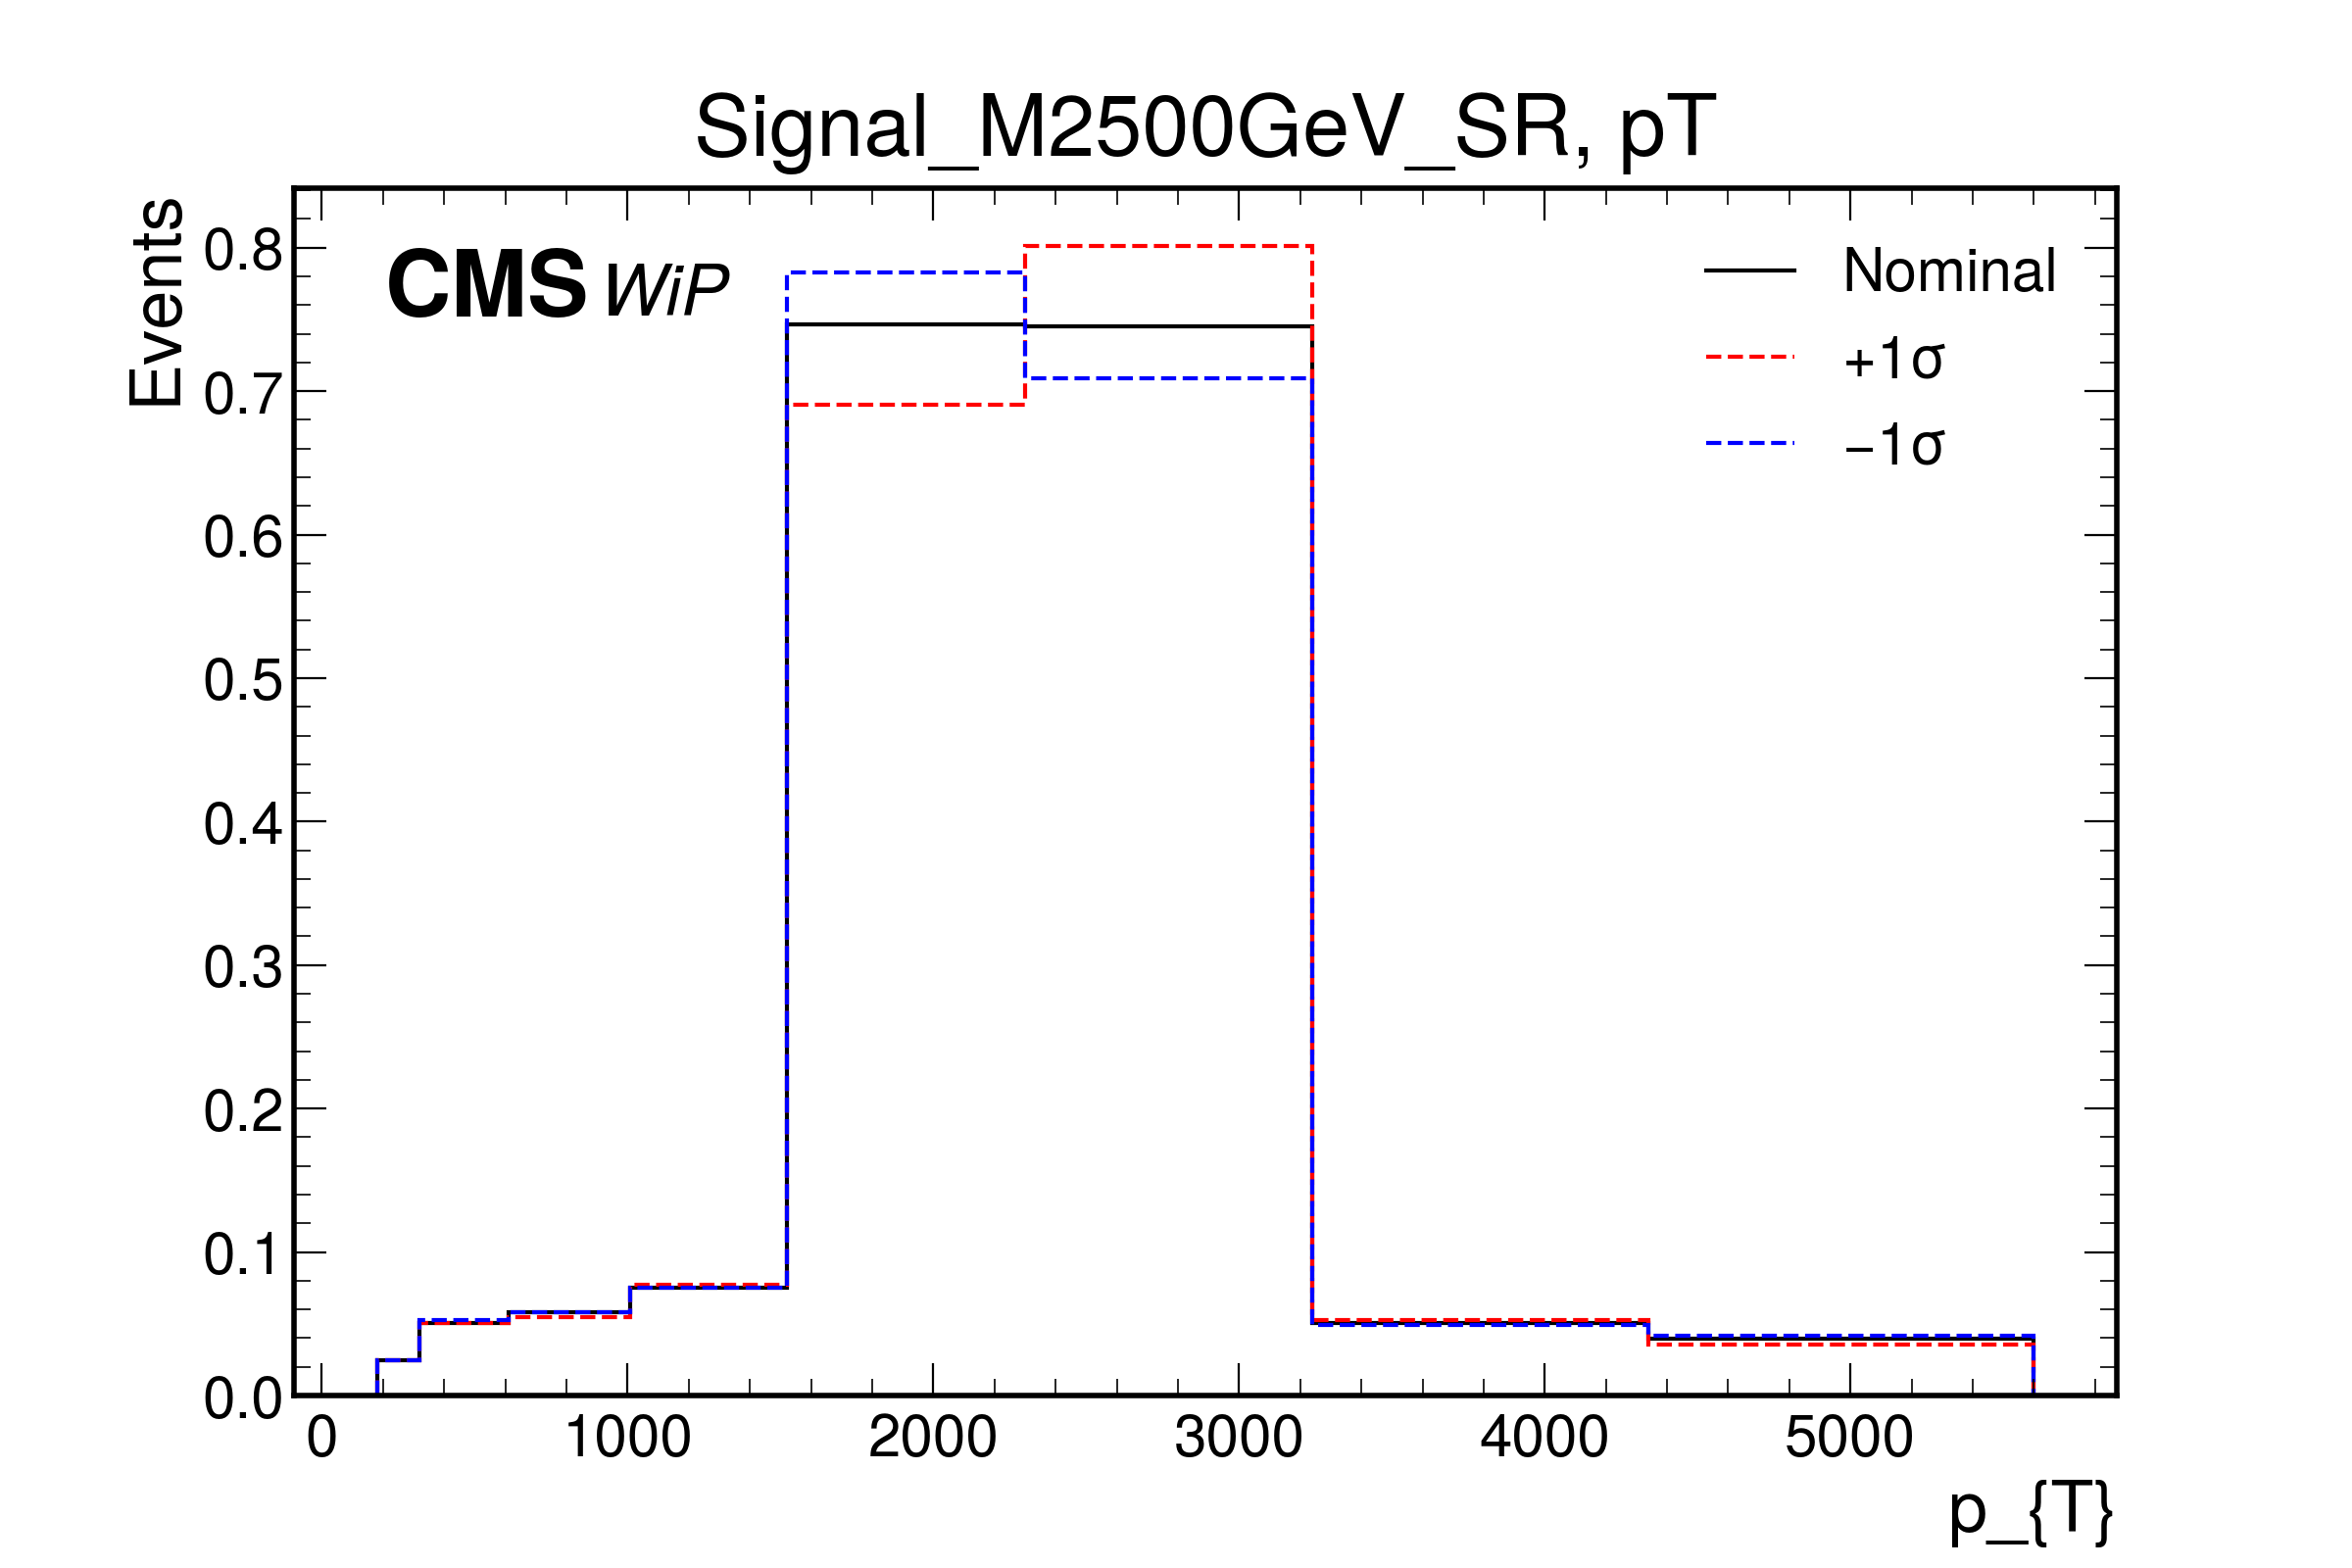 Signal_M2500GeV_SR, pT
Events
CMS WiP
Nominal
+1σ
−1σ
0.8
0.7
0.6
0.5
0.4
0.3
0.2
0.1
0.0
0 1000 2000 3000 4000 5000
p_{T}